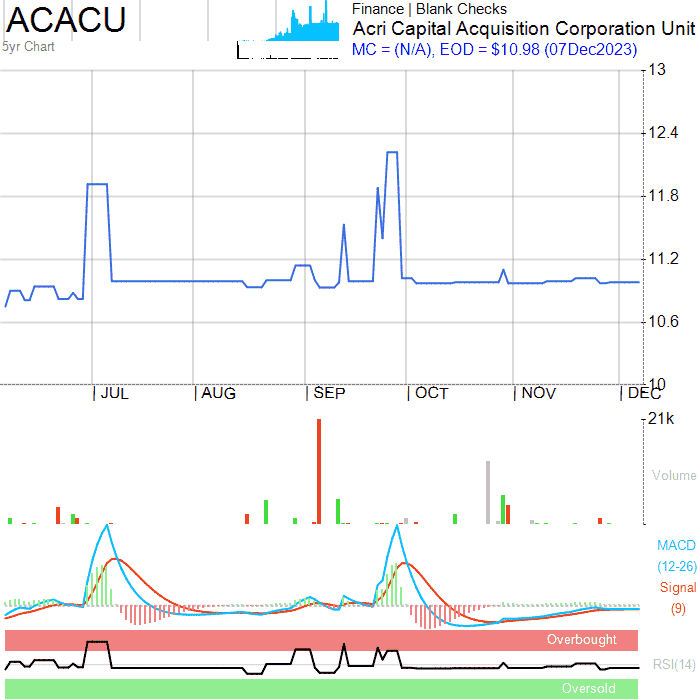 ACACU
5yr Chart
Finance | Blank Checks
Acri Capital Acquisition Corporation Unit
MC = (N/A), EOD = $10.98 (07Dec2023)
13
12.4
11.8
11.2
10.6
10
JUL
AUG
SEP
OCT
NOV
DEC
21k
Volume
MACD
(12-26)
Signal
(9)
Overbought
RSI(14)
Oversold